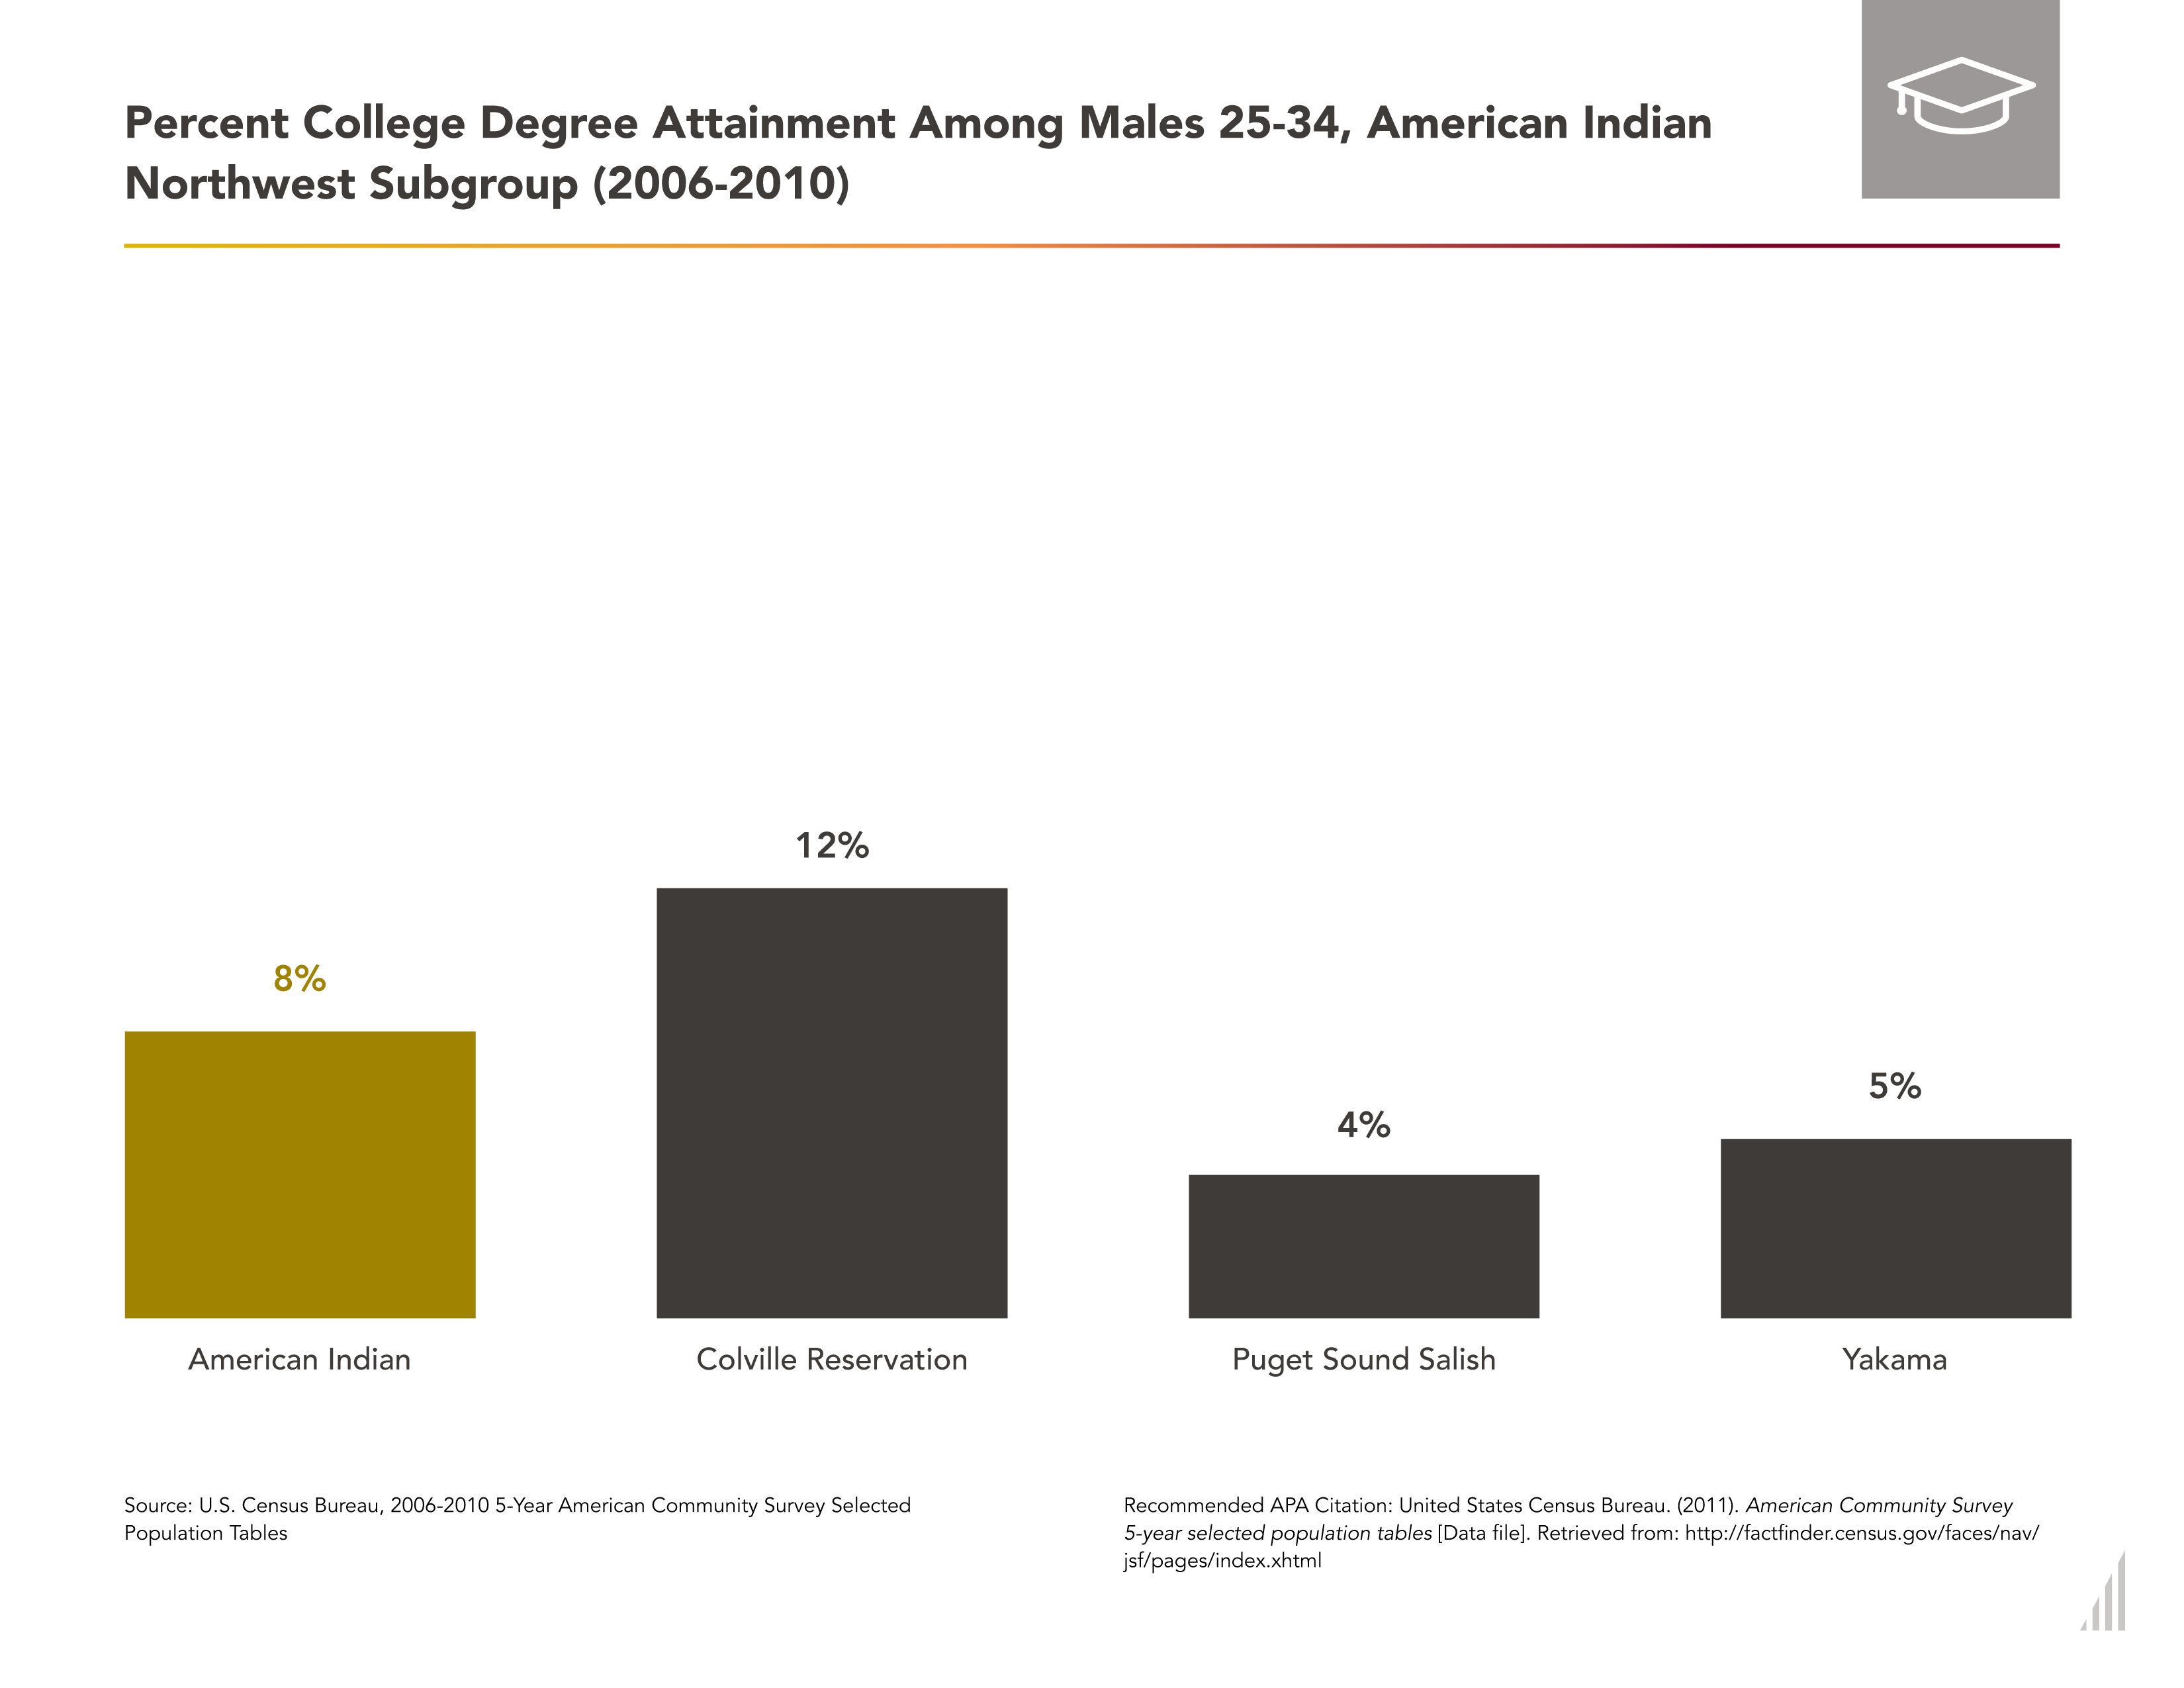 Percent College Degree Attainment Among Males 25-34, American Indian
Northwest Subgroup (2006-2010)
8%
12%
4%
5%
American Indian
Colville Reservation
Puget Sound Salish
Yakama
Source: U.S. Census Bureau, 2006-2010 5-Year American Community Survey Selected
Population Tables
Recommended APA Citation: United States Census Bureau. (2011). American Community Survey
5-year selected population tables [Data file]. Retrieved from: http://factfinder.census.gov/faces/nav/
jsf/pages/index.xhtml